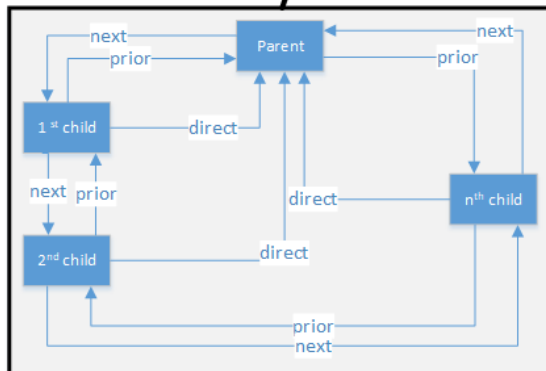 next
Parent
next
prior
prior
1st child
direct
next
prior
direct
nth child
2nd child
direct
prior
next